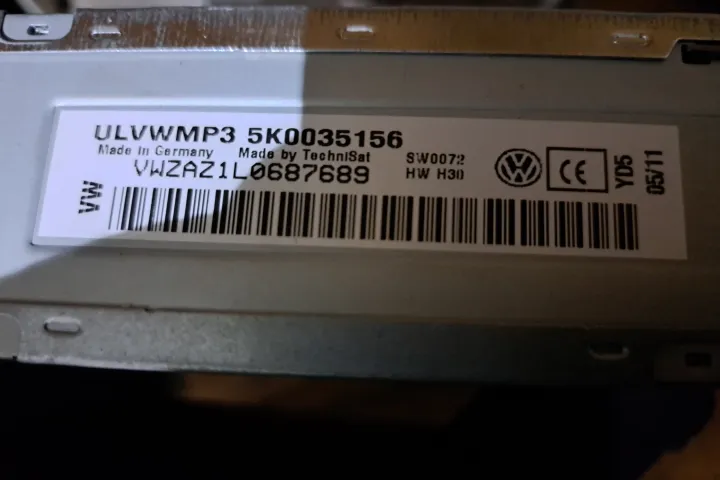 ULVWMP3 5K0035156
Made in Germany Made by TechniSat SW0072
VWZAZ1L0687689 HW H30
VW
CE
YD5
05/11